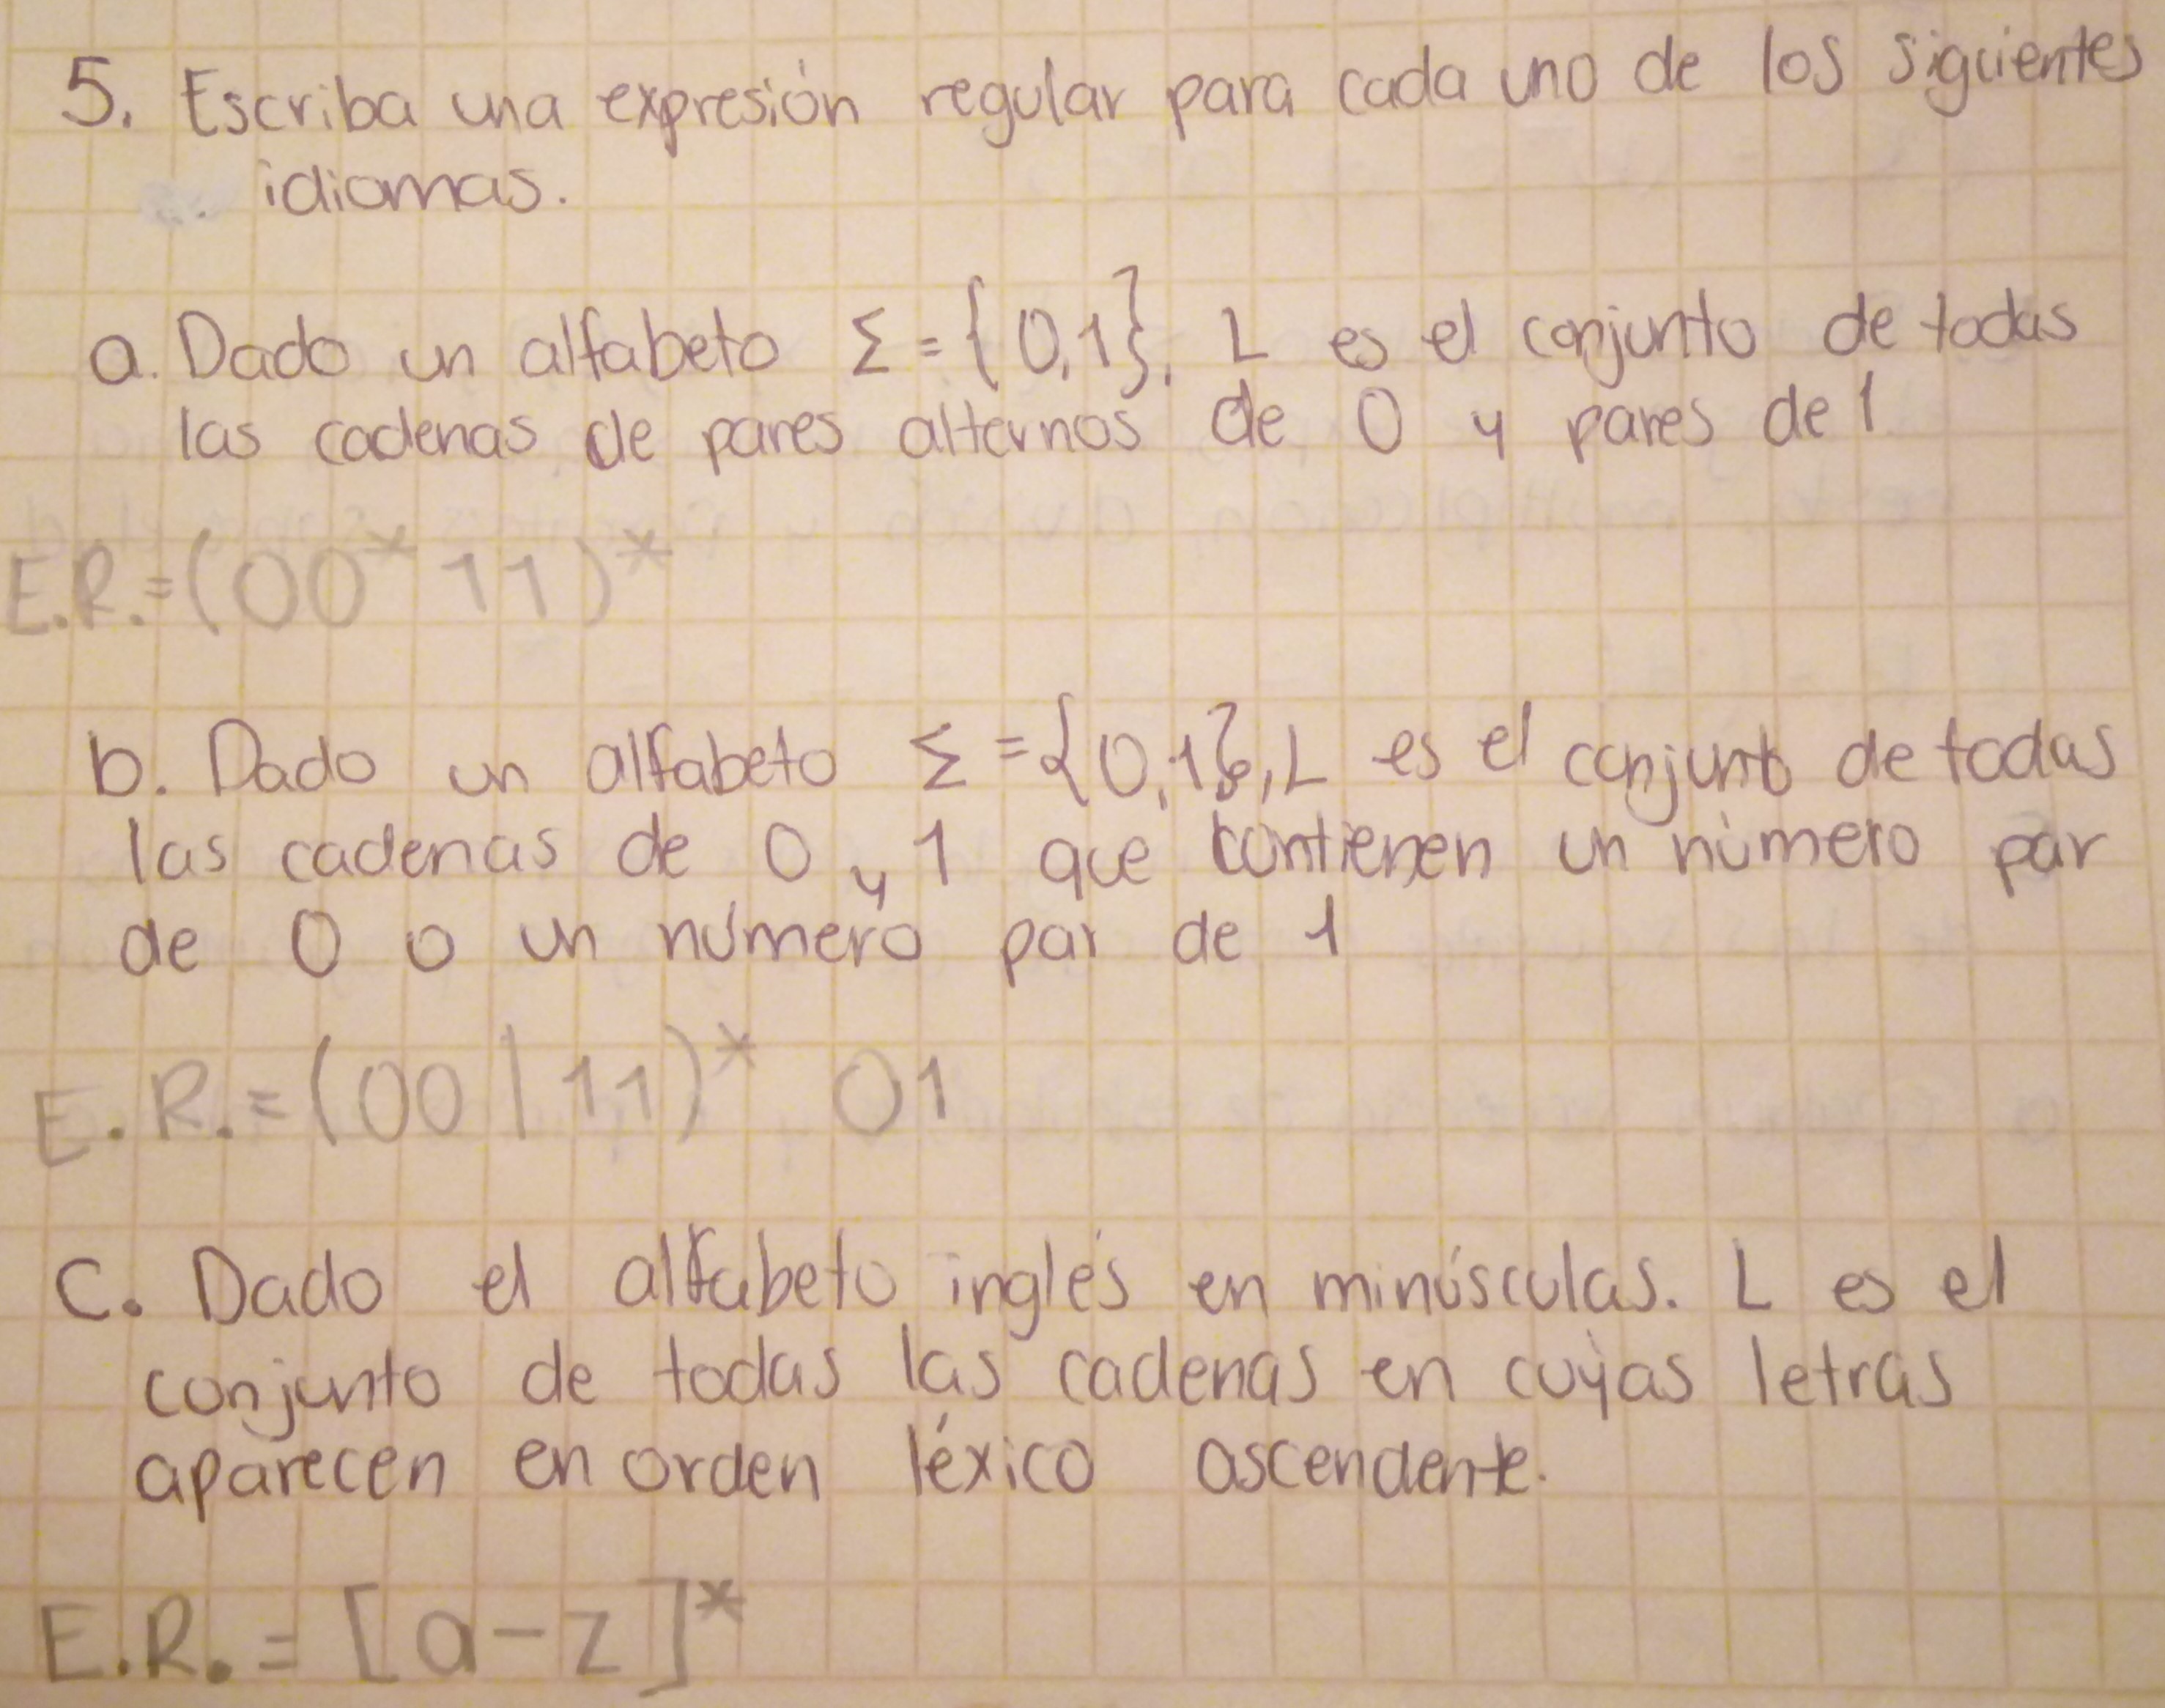 5. Escriba una expresión regular para cada uno de los siguientes
idiomas.
a. Dado un alfabeto Σ = {0,1}. L es el conjunto de todas
las cadenas de pares alternos de 0 y pares de 1
E.R.=(00* 11)*
b. Dado un alfabeto Σ ={0,1},L es el conjunto de todas
las cadenas de 0 y 1 que contienen un número par
de 0 o un número par de 1
E.R.=(00|11)* 01
C. Dado el alfabeto inglés en minúsculas. L es el
conjunto de todas las cadenas en cuyas letras
aparecen en orden léxico ascendente.
E.R. = [a-z]*